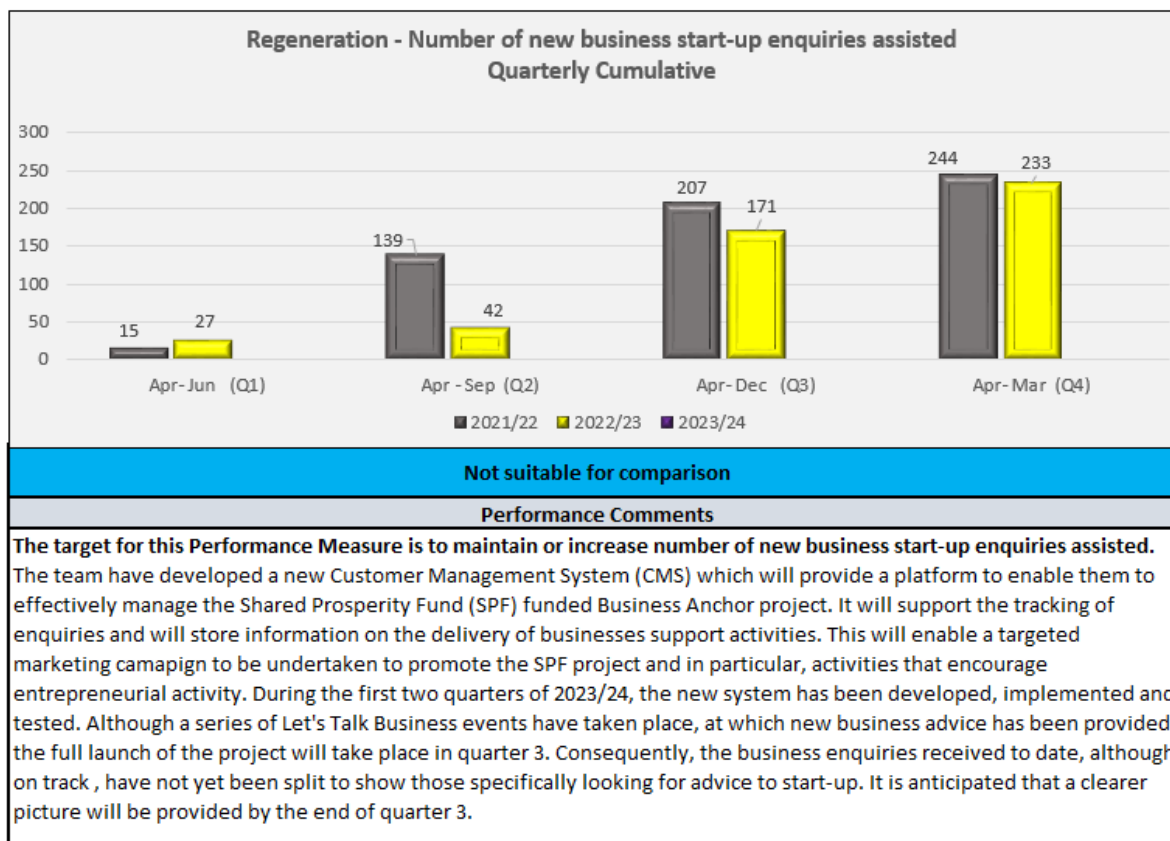 Regeneration - Number of new business start-up enquiries assisted
Quarterly Cumulative
300
250
200
150
100
50
0
15
27
139
42
207
171
244
233
Apr-Jun (Q1)
Apr -Sep (Q2)
Apr-Dec (Q3)
Apr-Mar (Q4)
2021/22
2022/23
2023/24
Not suitable for comparison
Performance Comments
The target for this Performance Measure is to maintain or increase number of new business start-up enquiries assisted.
The team have developed a new Customer Management System (CMS) which will provide a platform to enable them to
effectively manage the Shared Prosperity Fund (SPF) funded Business Anchor project. It will support the tracking of
enquiries and will store information on the delivery of businesses support activities. This will enable a targeted
marketing camapign to be undertaken to promote the SPF project and in particular, activities that encourage
entrepreneurial activity. During the first two quarters of 2023/24, the new system has been developed, implemented and
tested. Although a series of Let's Talk Business events have taken place, at which new business advice has been provided
the full launch of the project will take place in quarter 3. Consequently, the business enquiries received to date, although
on track , have not yet been split to show those specifically looking for advice to start-up. It is anticipated that a clearer
picture will be provided by the end of quarter 3.